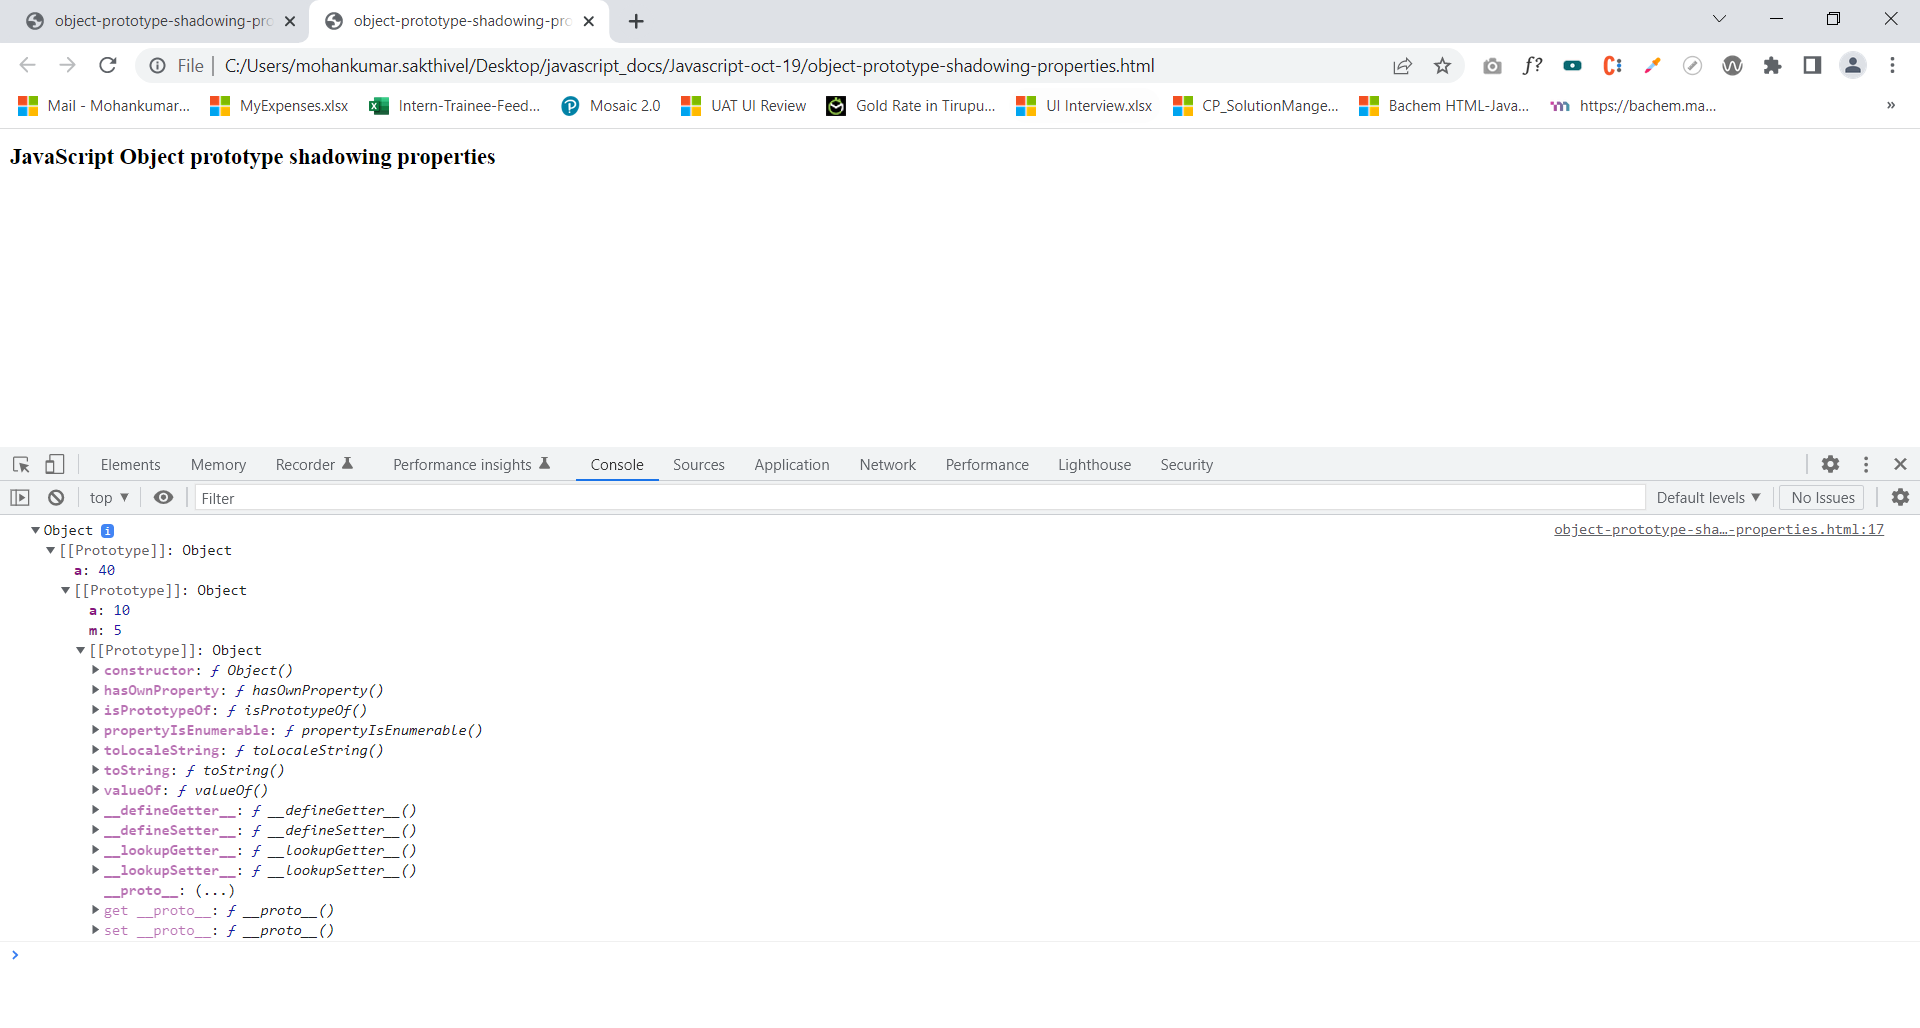 object-prototype-shadowing-pro
object-prototype-shadowing-pro
File | C:/Users/mohankumar.sakthivel/Desktop/javascript_docs/Javascript-oct-19/object-prototype-shadowing-properties.html
f?
Mail - Mohankumar... MyExpenses.xlsx Intern-Trainee-Feed... Mosaic 2.0 UAT UI Review Gold Rate in Tirupu... UI Interview.xlsx CP_SolutionMange... Bachem HTML-Java... https://bachem.ma... »
JavaScript Object prototype shadowing properties
Elements Memory Recorder Performance insights Console Sources Application Network Performance Lighthouse Security
top Filter Default levels No Issues
Object i object-prototype-sha…-properties.html:17
[[Prototype]]: Object
a: 40
[[Prototype]]: Object
a: 10
m: 5
[[Prototype]]: Object
constructor: ƒ Object()
hasOwnProperty: ƒ hasOwnProperty()
isPrototypeOf: ƒ isPrototypeOf()
propertyIsEnumerable: ƒ propertyIsEnumerable()
toLocaleString: ƒ toLocaleString()
toString: ƒ toString()
valueOf: ƒ valueOf()
__defineGetter__: ƒ __defineGetter__()
__defineSetter__: ƒ __defineSetter__()
__lookupGetter__: ƒ __lookupGetter__()
__lookupSetter__: ƒ __lookupSetter__()
__proto__: (...)
get __proto__: ƒ __proto__()
set __proto__: ƒ __proto__()